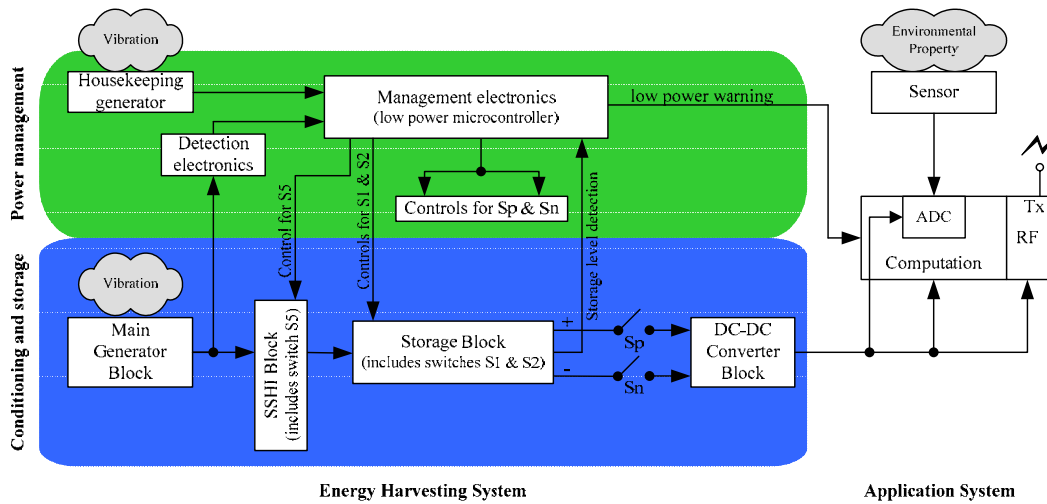 Vibration
Environmental
Property
Power management
Housekeeping
generator
Management electronics
(low power microcontroller)
low power warning
Sensor
Detection
electronics
Control for S5
Controls for S1 & S2
Controls for Sp & Sn
Storage level detection
ADC
Tx
RF
Computation
Conditioning and storage
Vibration
Main
Generator
Block
SSHI Block
(includes switch S5)
Storage Block
(includes switches S1 & S2)
+
-
Sp
Sn
DC-DC
Converter
Block
Energy Harvesting System
Application System